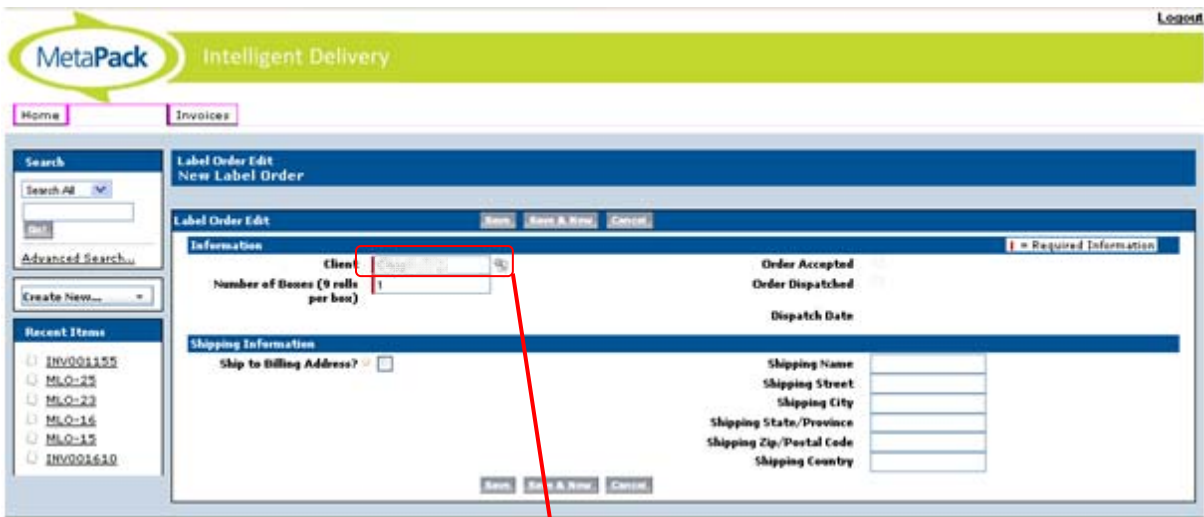 Logout
MetaPack
Intelligent Delivery
Home
Invoices
Search
Search All
Go!
Advanced Search...
Create New...
Recent Items
INV001155
MLO-25
MLO-23
MLO-16
MLO-15
INV001610
Label Order Edit
New Label Order
Label Order Edit
Save
Save & New
Cancel
Information
= Required Information
Client
Number of Boxes (9 rolls
per box)
1
Order Accepted
Order Dispatched
Dispatch Date
Shipping Information
Ship to Billing Address?
Shipping Name
Shipping Street
Shipping City
Shipping State/Province
Shipping Zip/Postal Code
Shipping Country
Save
Save & New
Cancel